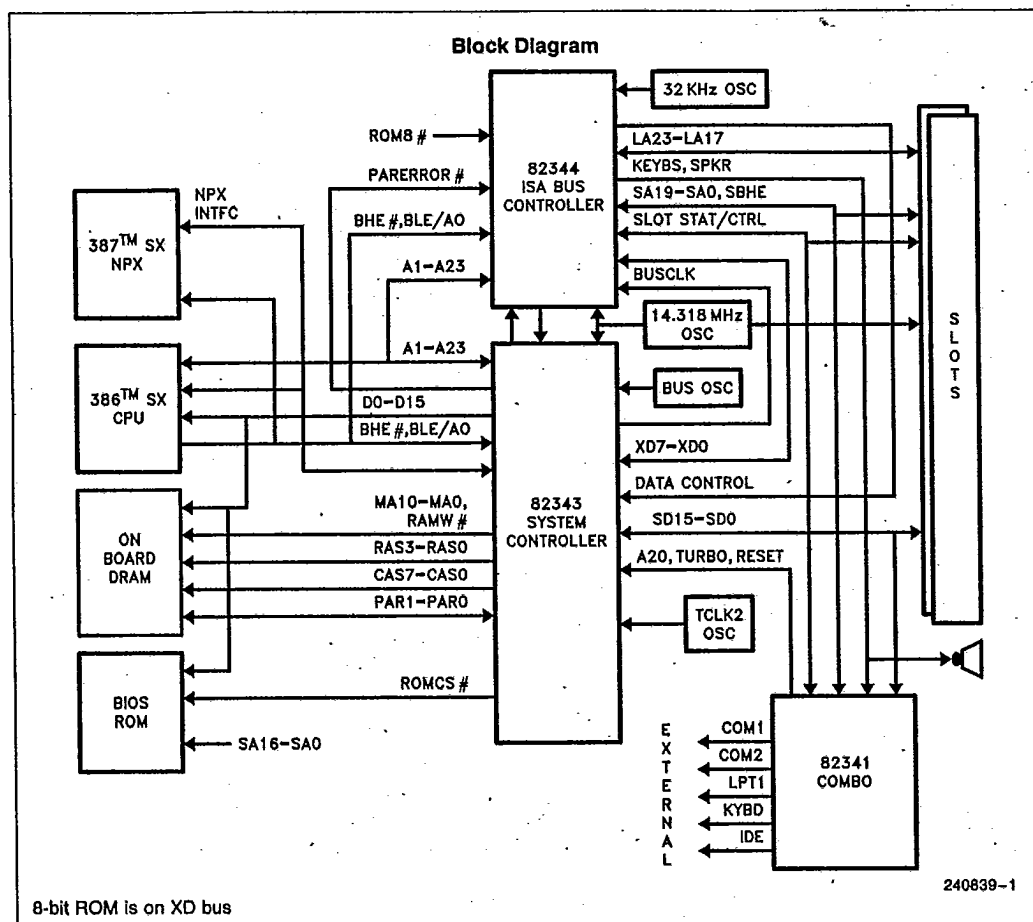 Block Diagram
32 KHz OSC
ROM8 #
LA23-LA17
82344
ISA BUS
CONTROLLER
KEYBS, SPKR
PARERROR #
SA19-SA0, SBHE
NPX
INTFC
SLOT STAT/CTRL
BHE #,BLE/A0
387™ SX
NPX
BUSCLK
A1-A23
14.318 MHz
OSC
SLOTS
A1-A23
386™ SX
CPU
BUS OSC
D0-D15
BHE #,BLE/A0
XD7-XD0
DATA CONTROL
MA10-MA0,
RAMW #
82343
SYSTEM
CONTROLLER
SD15-SD0
ON
BOARD
DRAM
RAS3-RAS0
A20, TURBO, RESET
CAS7-CAS0
PAR1-PAR0
TCLK2
OSC
BIOS
ROM
ROMCS #
SA16-SA0
EXTERNAL
COM1
COM2
LPT1
KYBD
IDE
82341
COMBO
240839-1
8-bit ROM is on XD bus